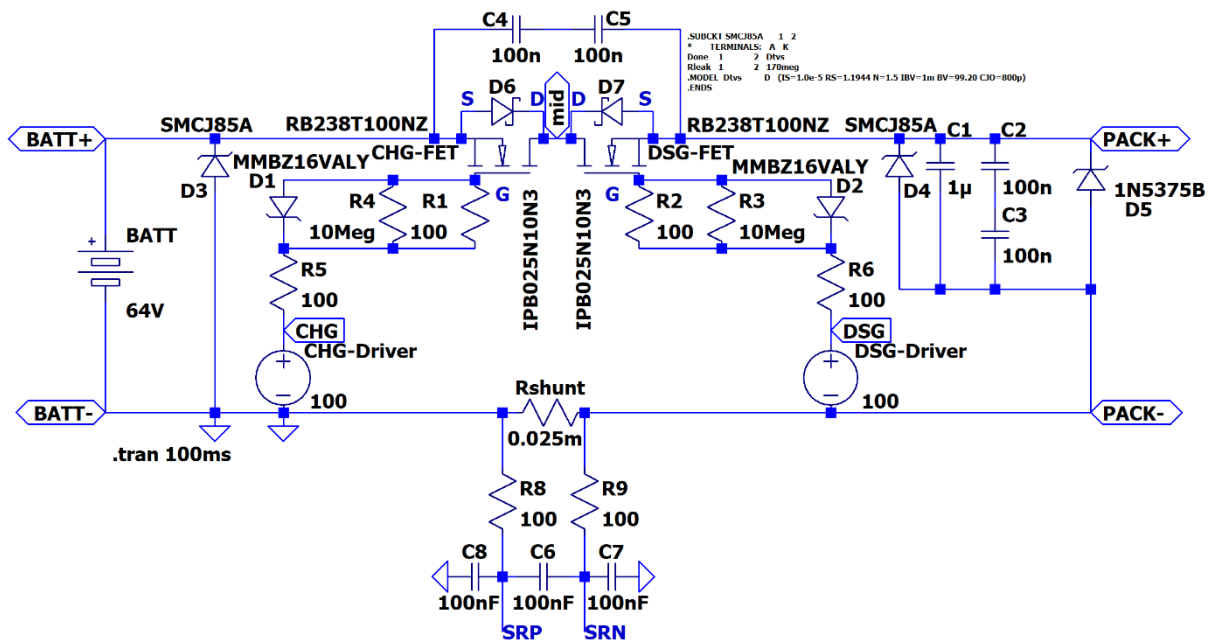 C4
C5
100n
100n
.SUBCKT SMCJ85A 1 2
* TERMINALS: A K
Done 1 2 Dtvs
Rleak 1 2 170meg
.MODEL Dtvs D (IS=1.0e-5 RS=1.1944 N=1.5 IBV=1m BV=99.20 CJO=800p)
.ENDS
S
D6
D
mid
D
D7
S
BATT+
SMCJ85A
RB238T100NZ
RB238T100NZ
SMCJ85A
C1
C2
PACK+
CHG-FET
DSG-FET
MMBZ16VALY
MMBZ16VALY
D3
D1
D2
D4
1µ
100n
1N5375B
D5
R4
R1
G
G
R2
R3
10Meg
100
100
10Meg
C3
100n
IPB025N10N3
IPB025N10N3
BATT
+
64V
R5
100
R6
100
CHG
CHG-Driver
DSG
DSG-Driver
+
−
100
+
−
100
Rshunt
0.025m
BATT-
PACK-
.tran 100ms
R8
100
R9
100
C8
C6
C7
100nF
100nF
100nF
SRP
SRN